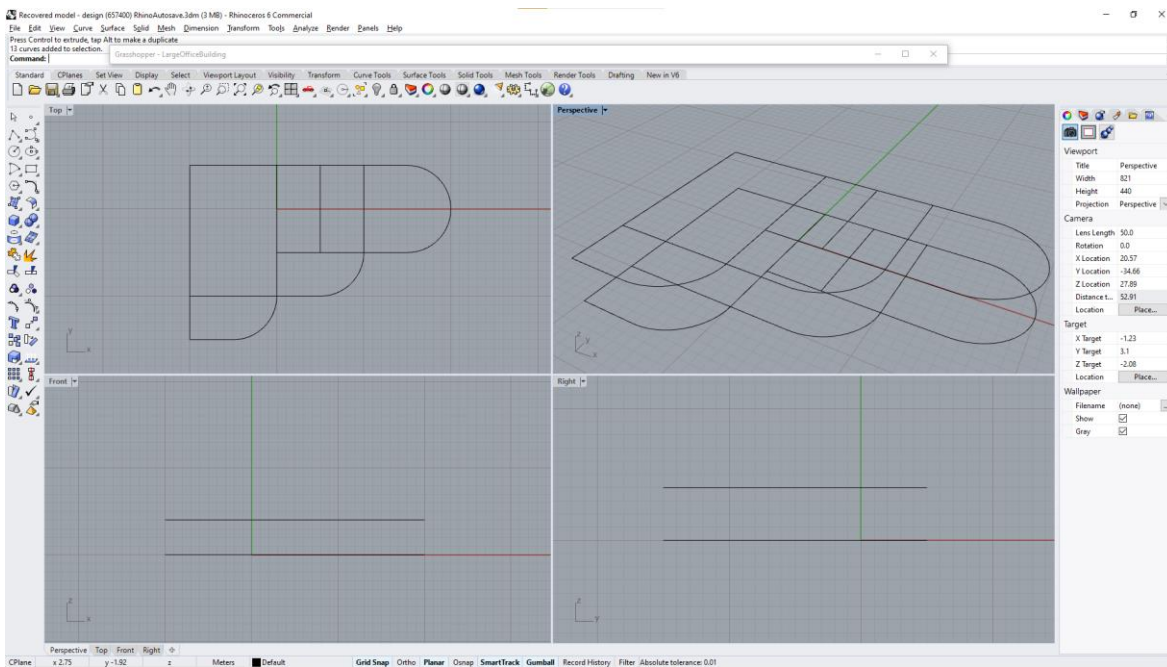 Recovered model - design (657400) RhinoAutosave.3dm (3 MB) - Rhinoceros 6 Commercial
File Edit View Curve Surface Solid Mesh Dimension Transform Tools Analyze Render Panels Help
Press Control to extrude, tap Alt to make a duplicate
13 curves added to selection.
Command:
Grasshopper - LargeOfficeBuilding
Standard CPlanes Set View Display Select Viewport Layout Visibility Transform Curve Tools Surface Tools Solid Tools Mesh Tools Render Tools Drafting New in V6
Top
y
x
Perspective
z
y
x
Front
z
x
Right
z
y
Viewport
Title Perspective
Width 821
Height 440
Projection Perspective
Camera
Lens Length 50.0
Rotation 0.0
X Location 20.57
Y Location -34.66
Z Location 27.89
Distance t... 52.91
Location Place...
Target
X Target -1.23
Y Target 3.1
Z Target -2.08
Location Place...
Wallpaper
Filename (none) ...
Show
Gray
Perspective Top Front Right
CPlane x 2.75 y -1.92 z Meters Default Grid Snap Ortho Planar Osnap SmartTrack Gumball Record History Filter Absolute tolerance: 0.01